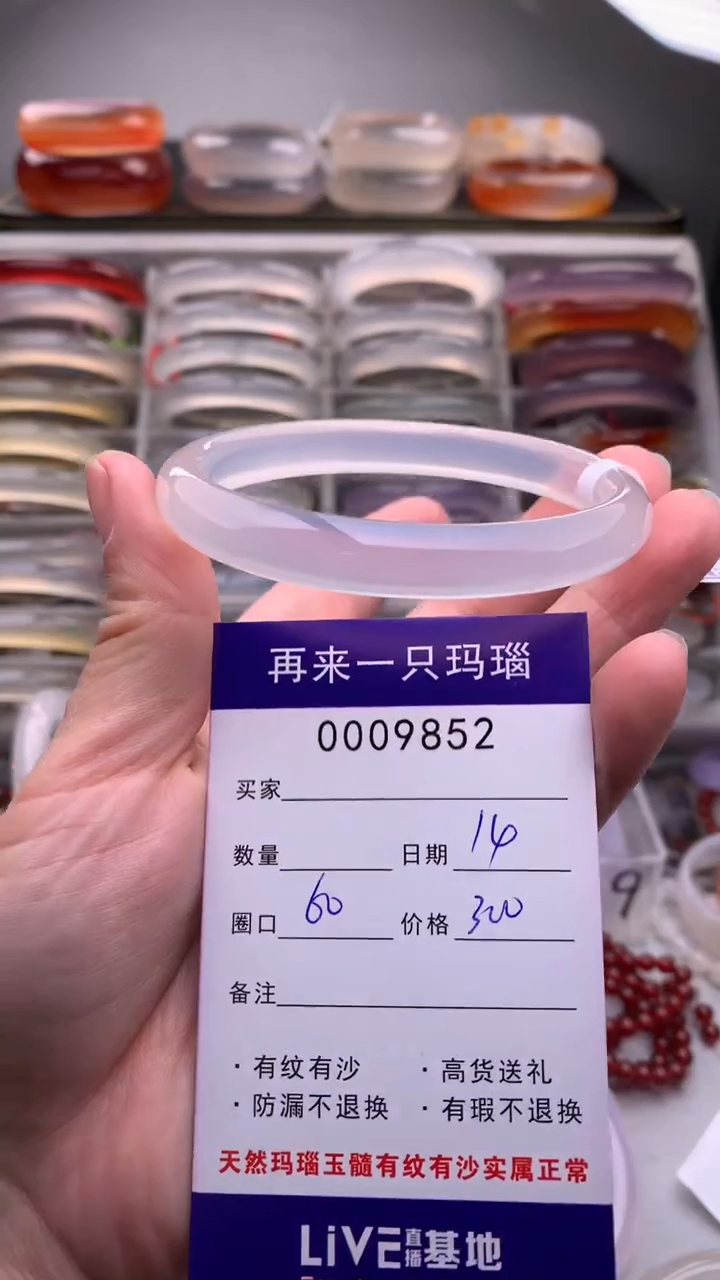 再来一只玛瑙
0009852
买家
数量 日期 14
圈口 60 价格 300
9
备注
· 有纹有沙 · 高货送礼
· 防漏不退换 · 有瑕不退换
天然玛瑙玉髓有纹有沙实属正常
LiVE直播基地